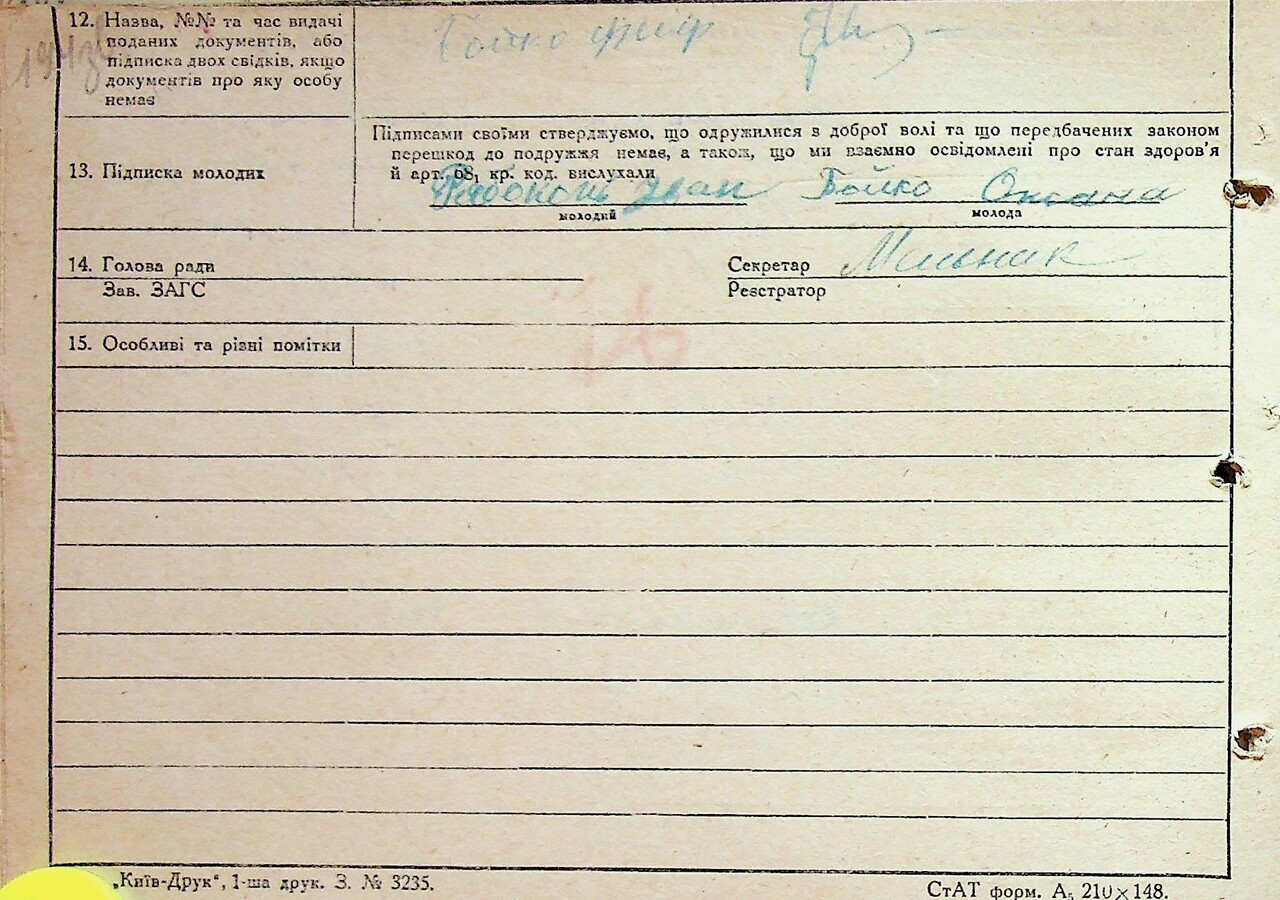 12. Назва, №№ та час видачі
поданих документів, або
підписка двох свідків, якщо
документів про яку особу
немає
Бойко
Підписами своїми стверджуємо, що одружилися з доброї волі та що передбачених законом
перешкод до подружжя немає, а також, що ми взаємно освідомлені про стан здоров'я
13. Підписка молодих
й арт. 68₁ кр. код. вислухали
Іван Бойко Оксана
молодий молода
14. Голова ради Секретар Мельник
Зав. ЗАГС Реєстратор
15. Особливі та різні помітки
„Київ-Друк“, 1-ша друк. З. № 3235. СтАТ форм. А₅ 210×148.